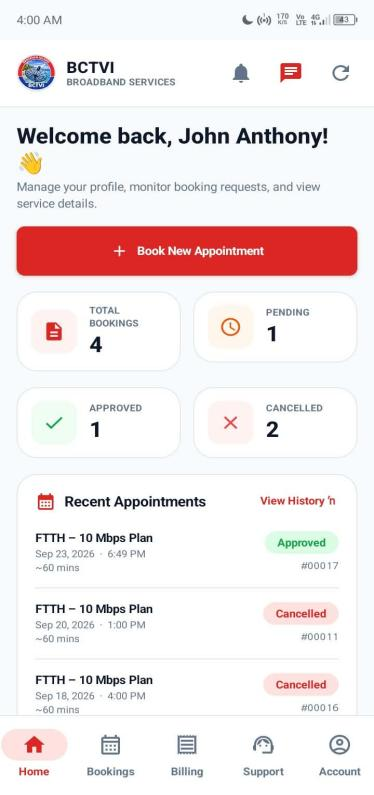 4:00 AM
170 K/S Vo LTE 4G 43
BCTVI
BROADBAND SERVICES
Welcome back, John Anthony!
👋
Manage your profile, monitor booking requests, and view
service details.
+ Book New Appointment
TOTAL
BOOKINGS
4
PENDING
1
APPROVED
1
CANCELLED
2
Recent Appointments
View History 'n
FTTH – 10 Mbps Plan
Approved
Sep 23, 2026 · 6:49 PM
~60 mins
#00017
FTTH – 10 Mbps Plan
Cancelled
Sep 20, 2026 · 1:00 PM
~60 mins
#00011
FTTH – 10 Mbps Plan
Cancelled
Sep 18, 2026 · 4:00 PM
~60 mins
#00016
Home
Bookings
Billing
Support
Account